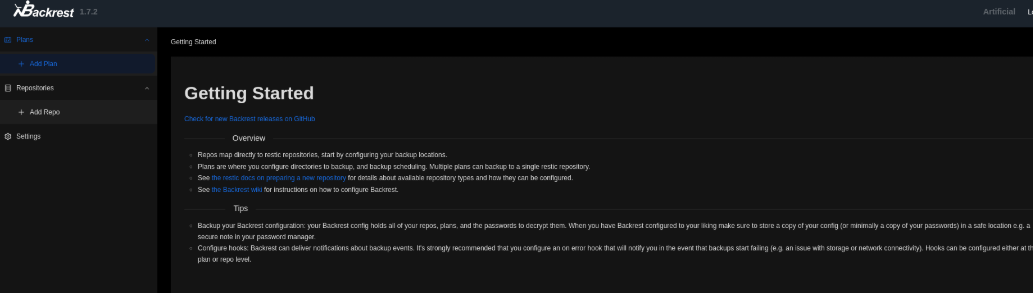 Backrest 1.7.2 Artificial
Plans
Add Plan
Repositories
Add Repo
Settings
Getting Started
Getting Started
Check for new Backrest releases on GitHub
Overview
Repos map directly to restic repositories, start by configuring your backup locations.
Plans are where you configure directories to backup, and backup scheduling. Multiple plans can backup to a single restic repository.
See the restic docs on preparing a new repository for details about available repository types and how they can be configured.
See the Backrest wiki for instructions on how to configure Backrest.
Tips
Backup your Backrest configuration: your Backrest config holds all of your repos, plans, and the passwords to decrypt them. When you have Backrest configured to your liking make sure to store a copy of your config (or minimally a copy of your passwords) in a safe location e.g. a
secure note in your password manager.
Configure hooks: Backrest can deliver notifications about backup events. It's strongly recommended that you configure an on error hook that will notify you in the event that backups start failing (e.g. an issue with storage or network connectivity). Hooks can be configured either at th
plan or repo level.